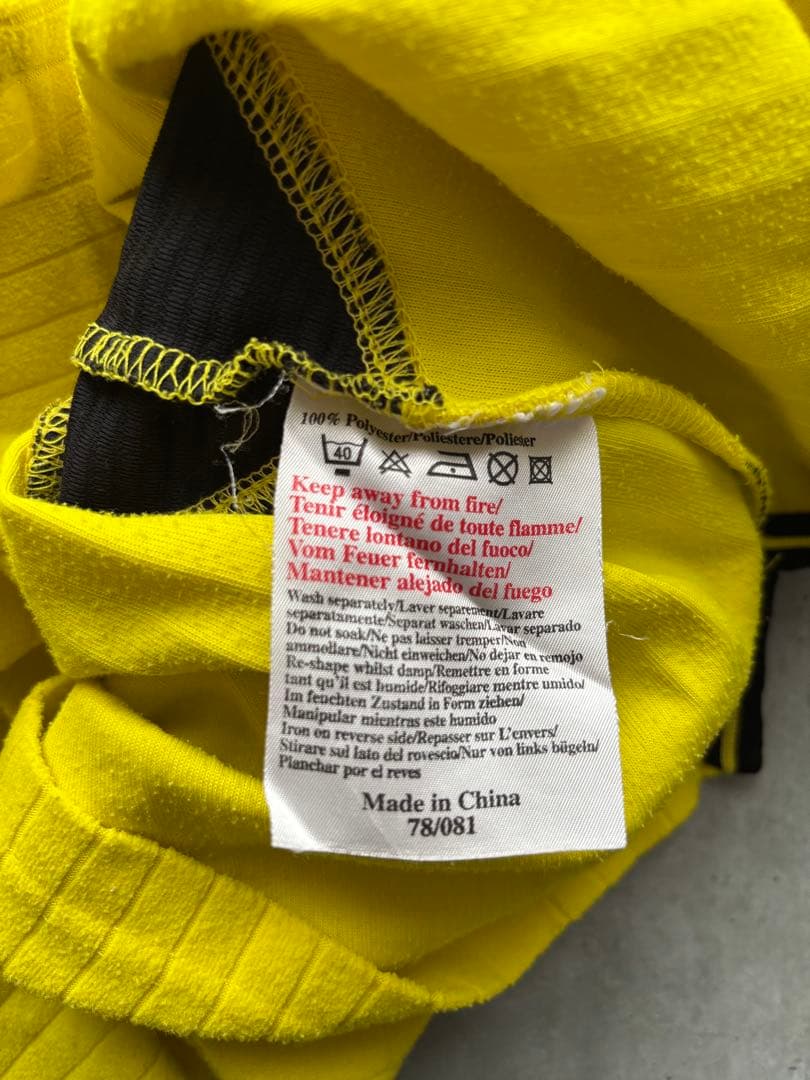 100% Polyester/Poliestere/Poliester
40
Keep away from fire/
Tenir éloigné de toute flamme/
Tenere lontano del fuoco/
Vom Feuer fernhalten/
Mantener alejado del fuego
Wash separately/Laver separement/Lavare
separatamente/Separat waschen/Lavar separado
Do not soak/Ne pas laisser tremper/Non
ammollare/Nicht einweichen/No dejar en remojo
Re-shape whilst damp/Remettre en forme
tant qu'il est humide/Rifoggiare mentre umido/
Im feuchten Zustand in Form ziehen/
Manipular mientras este humido
Iron on reverse side/Repasser sur L'envers/
Stirare sul lato del rovescio/Nur von links bügeln/
Planchar por el reves
Made in China
78/081